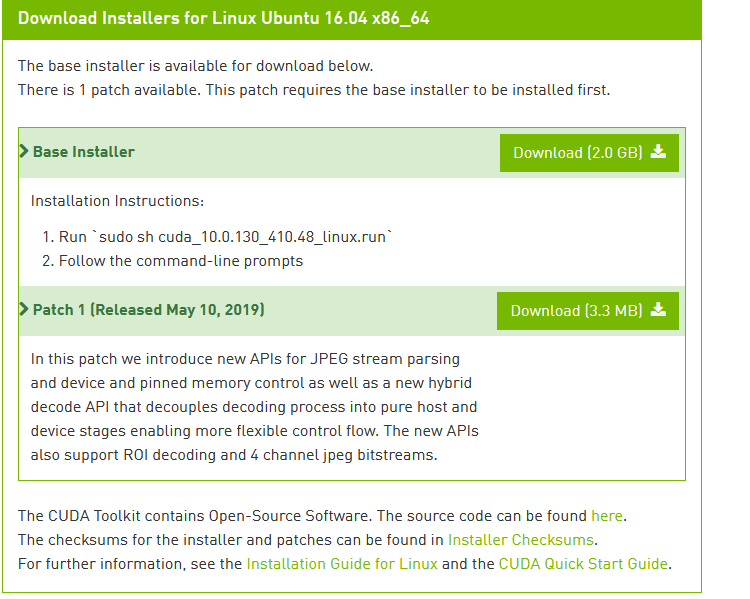 Download Installers for Linux Ubuntu 16.04 x86_64
The base installer is available for download below.
There is 1 patch available. This patch requires the base installer to be installed first.
Base Installer
Download (2.0 GB)
Installation Instructions:
1. Run `sudo sh cuda_10.0.130_410.48_linux.run`
2. Follow the command-line prompts
Patch 1 (Released May 10, 2019)
Download (3.3 MB)
In this patch we introduce new APIs for JPEG stream parsing
and device and pinned memory control as well as a new hybrid
decode API that decouples decoding process into pure host and
device stages enabling more flexible control flow. The new APIs
also support ROI decoding and 4 channel jpeg bitstreams.
The CUDA Toolkit contains Open-Source Software. The source code can be found here.
The checksums for the installer and patches can be found in Installer Checksums.
For further information, see the Installation Guide for Linux and the CUDA Quick Start Guide.